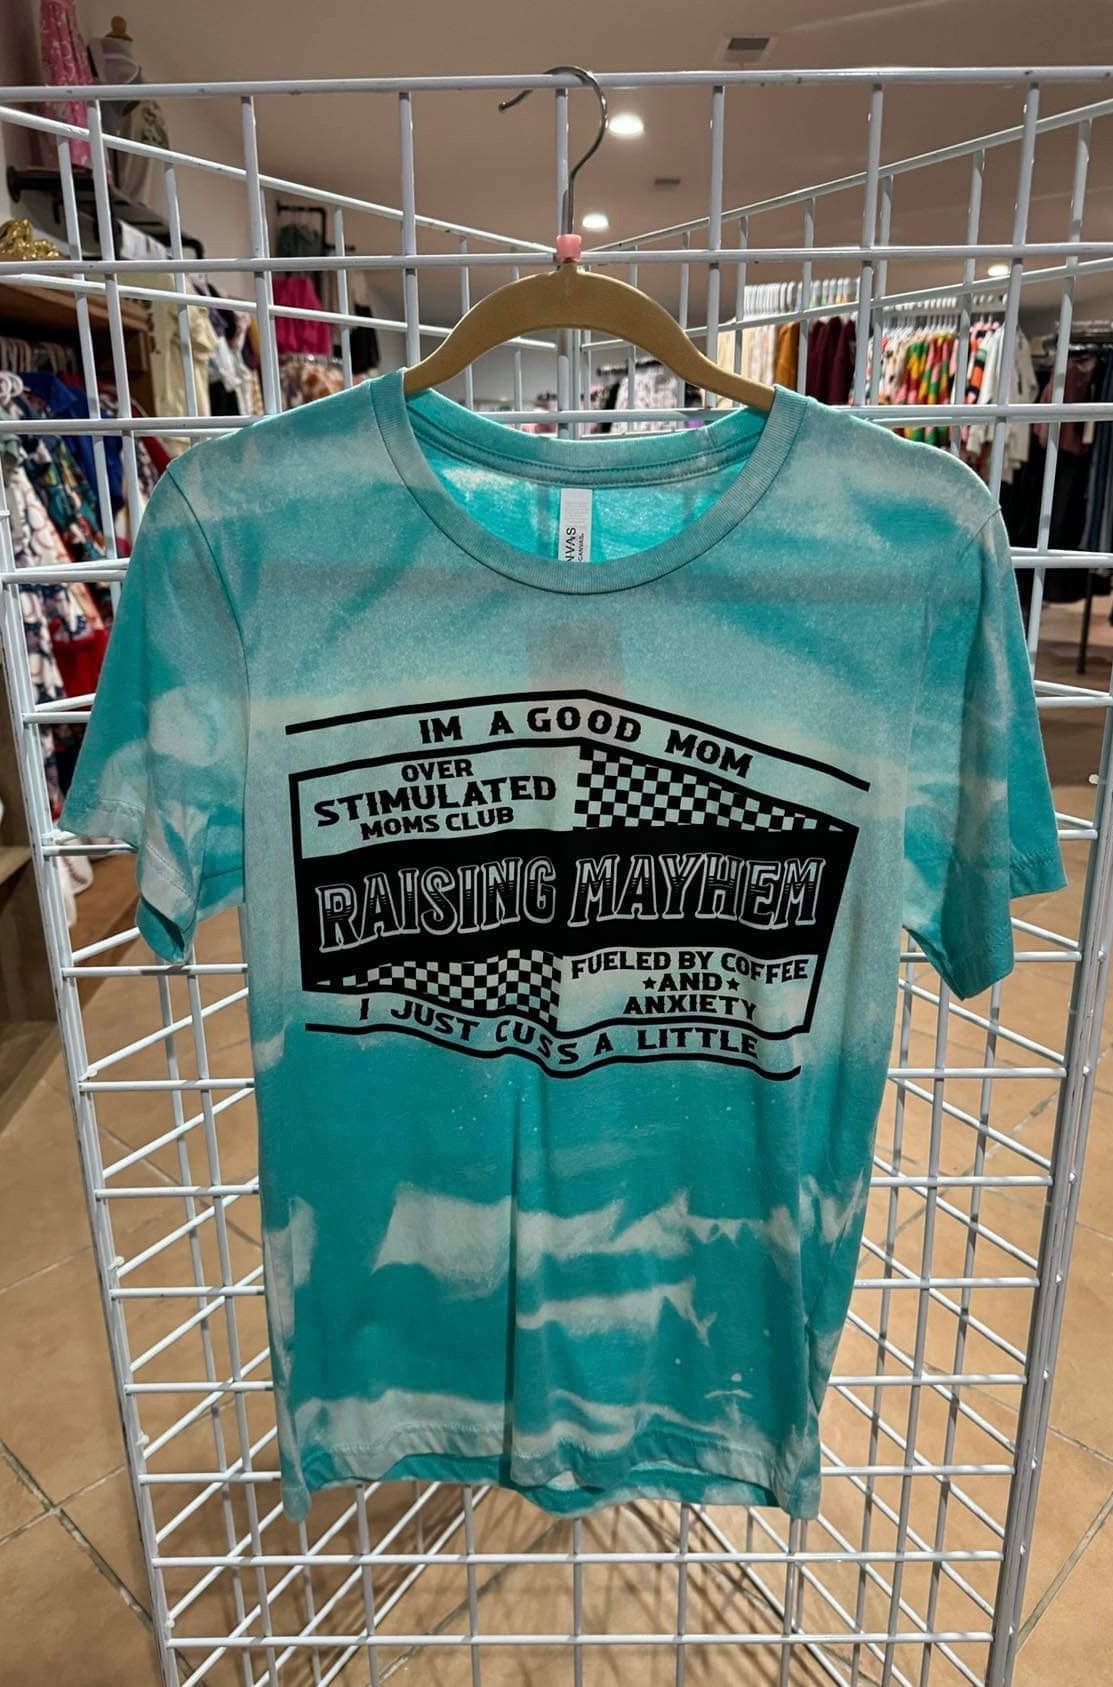 IM A GOOD MOM
OVER
STIMULATED
MOMS CLUB
RAISING MAYHEM
FUELED BY COFFEE
★AND★
ANXIETY
I JUST CUSS A LITTLE